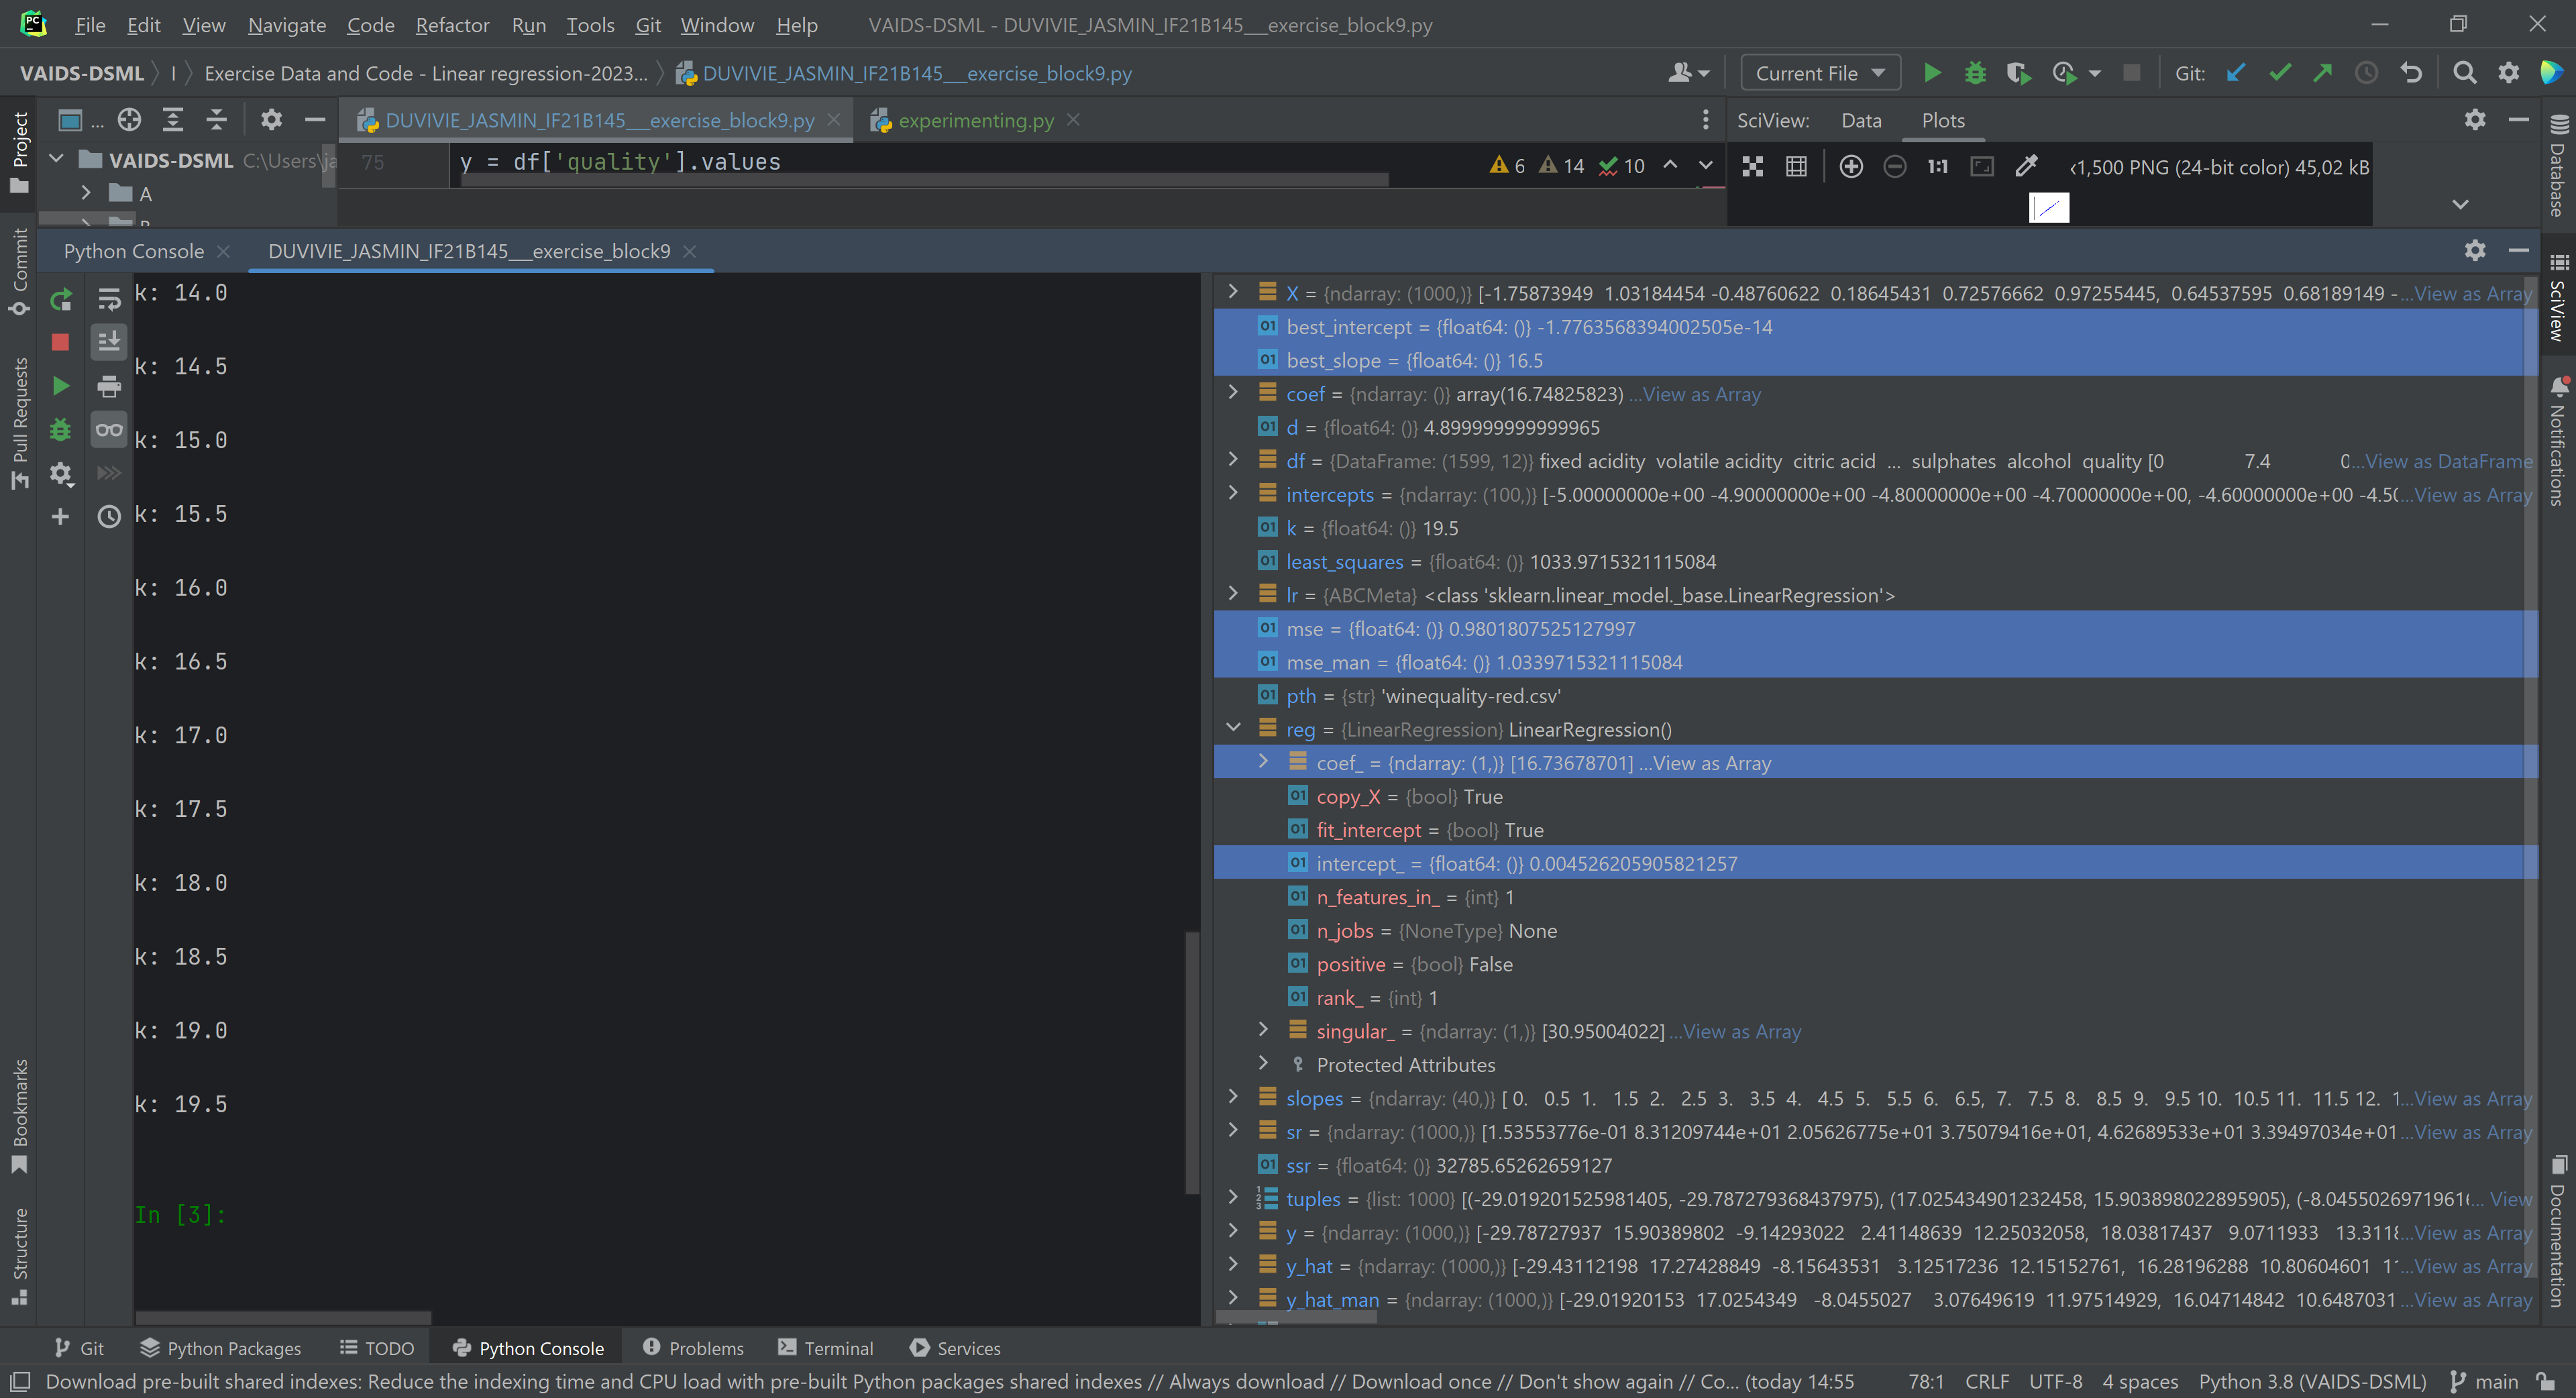 File Edit View Navigate Code Refactor Run Tools Git Window Help VAIDS-DSML - DUVIVIE_JASMIN_IF21B145__exercise_block9.py
VAIDS-DSML I Exercise Data and Code - Linear regression-2023... DUVIVIE_JASMIN_IF21B145__exercise_block9.py Current File Git:
Project ... DUVIVIE_JASMIN_IF21B145__exercise_block9.py experimenting.py SciView: Data Plots
VAIDS-DSML C:\Users\ja 75 y = df['quality'].values 6 14 10 1:1 1,500 PNG (24-bit color) 45,02 kB
A
Python Console DUVIVIE_JASMIN_IF21B145__exercise_block9
k: 14.0
k: 14.5
k: 15.0
k: 15.5
k: 16.0
k: 16.5
k: 17.0
k: 17.5
k: 18.0
k: 18.5
k: 19.0
k: 19.5
In [3]:
X = {ndarray: (1000,)} [-1.75873949 1.03184454 -0.48760622 0.18645431 0.72576662 0.97255445, 0.64537595 0.68189149 -...View as Array
best_intercept = {float64: ()} -1.7763568394002505e-14
best_slope = {float64: ()} 16.5
coef = {ndarray: ()} array(16.74825823) ...View as Array
d = {float64: ()} 4.899999999999965
df = {DataFrame: (1599, 12)} fixed acidity volatile acidity citric acid ... sulphates alcohol quality [0 7.4 0...View as DataFrame
intercepts = {ndarray: (100,)} [-5.00000000e+00 -4.90000000e+00 -4.80000000e+00 -4.70000000e+00, -4.60000000e+00 -4.50...View as Array
k = {float64: ()} 19.5
least_squares = {float64: ()} 1033.9715321115084
lr = {ABCMeta} <class 'sklearn.linear_model._base.LinearRegression'>
mse = {float64: ()} 0.9801807525127997
mse_man = {float64: ()} 1.0339715321115084
pth = {str} 'winequality-red.csv'
reg = {LinearRegression} LinearRegression()
coef_ = {ndarray: (1,)} [16.73678701] ...View as Array
copy_X = {bool} True
fit_intercept = {bool} True
intercept_ = {float64: ()} 0.004526205905821257
n_features_in_ = {int} 1
n_jobs = {NoneType} None
positive = {bool} False
rank_ = {int} 1
singular_ = {ndarray: (1,)} [30.95004022] ...View as Array
Protected Attributes
slopes = {ndarray: (40,)} [ 0. 0.5 1. 1.5 2. 2.5 3. 3.5 4. 4.5 5. 5.5 6. 6.5, 7. 7.5 8. 8.5 9. 9.5 10. 10.5 11. 11.5 12. 1...View as Array
sr = {ndarray: (1000,)} [1.53553776e-01 8.31209744e+01 2.05626775e+01 3.75079416e+01, 4.62689533e+01 3.39497034e+01...View as Array
ssr = {float64: ()} 32785.65262659127
tuples = {list: 1000} [(-29.019201525981405, -29.787279368437975), (17.025434901232458, 15.903898022895905), (-8.04550269719616... View
y = {ndarray: (1000,)} [-29.78727937 15.90389802 -9.14293022 2.41148639 12.25032058, 18.03817437 9.0711933 13.3118...View as Array
y_hat = {ndarray: (1000,)} [-29.43112198 17.27428849 -8.15643531 3.12517236 12.15152761, 16.28196288 10.80604601 1...View as Array
y_hat_man = {ndarray: (1000,)} [-29.01920153 17.0254349 -8.0455027 3.07649619 11.97514929, 16.04714842 10.6487031...View as Array
Commit
Pull Requests
Bookmarks
Structure
Database
SciView
Notifications
Documentation
Git Python Packages TODO Python Console Problems Terminal Services
Download pre-built shared indexes: Reduce the indexing time and CPU load with pre-built Python packages shared indexes // Always download // Download once // Don't show again // Co... (today 14:55 78:1 CRLF UTF-8 4 spaces Python 3.8 (VAIDS-DSML) main